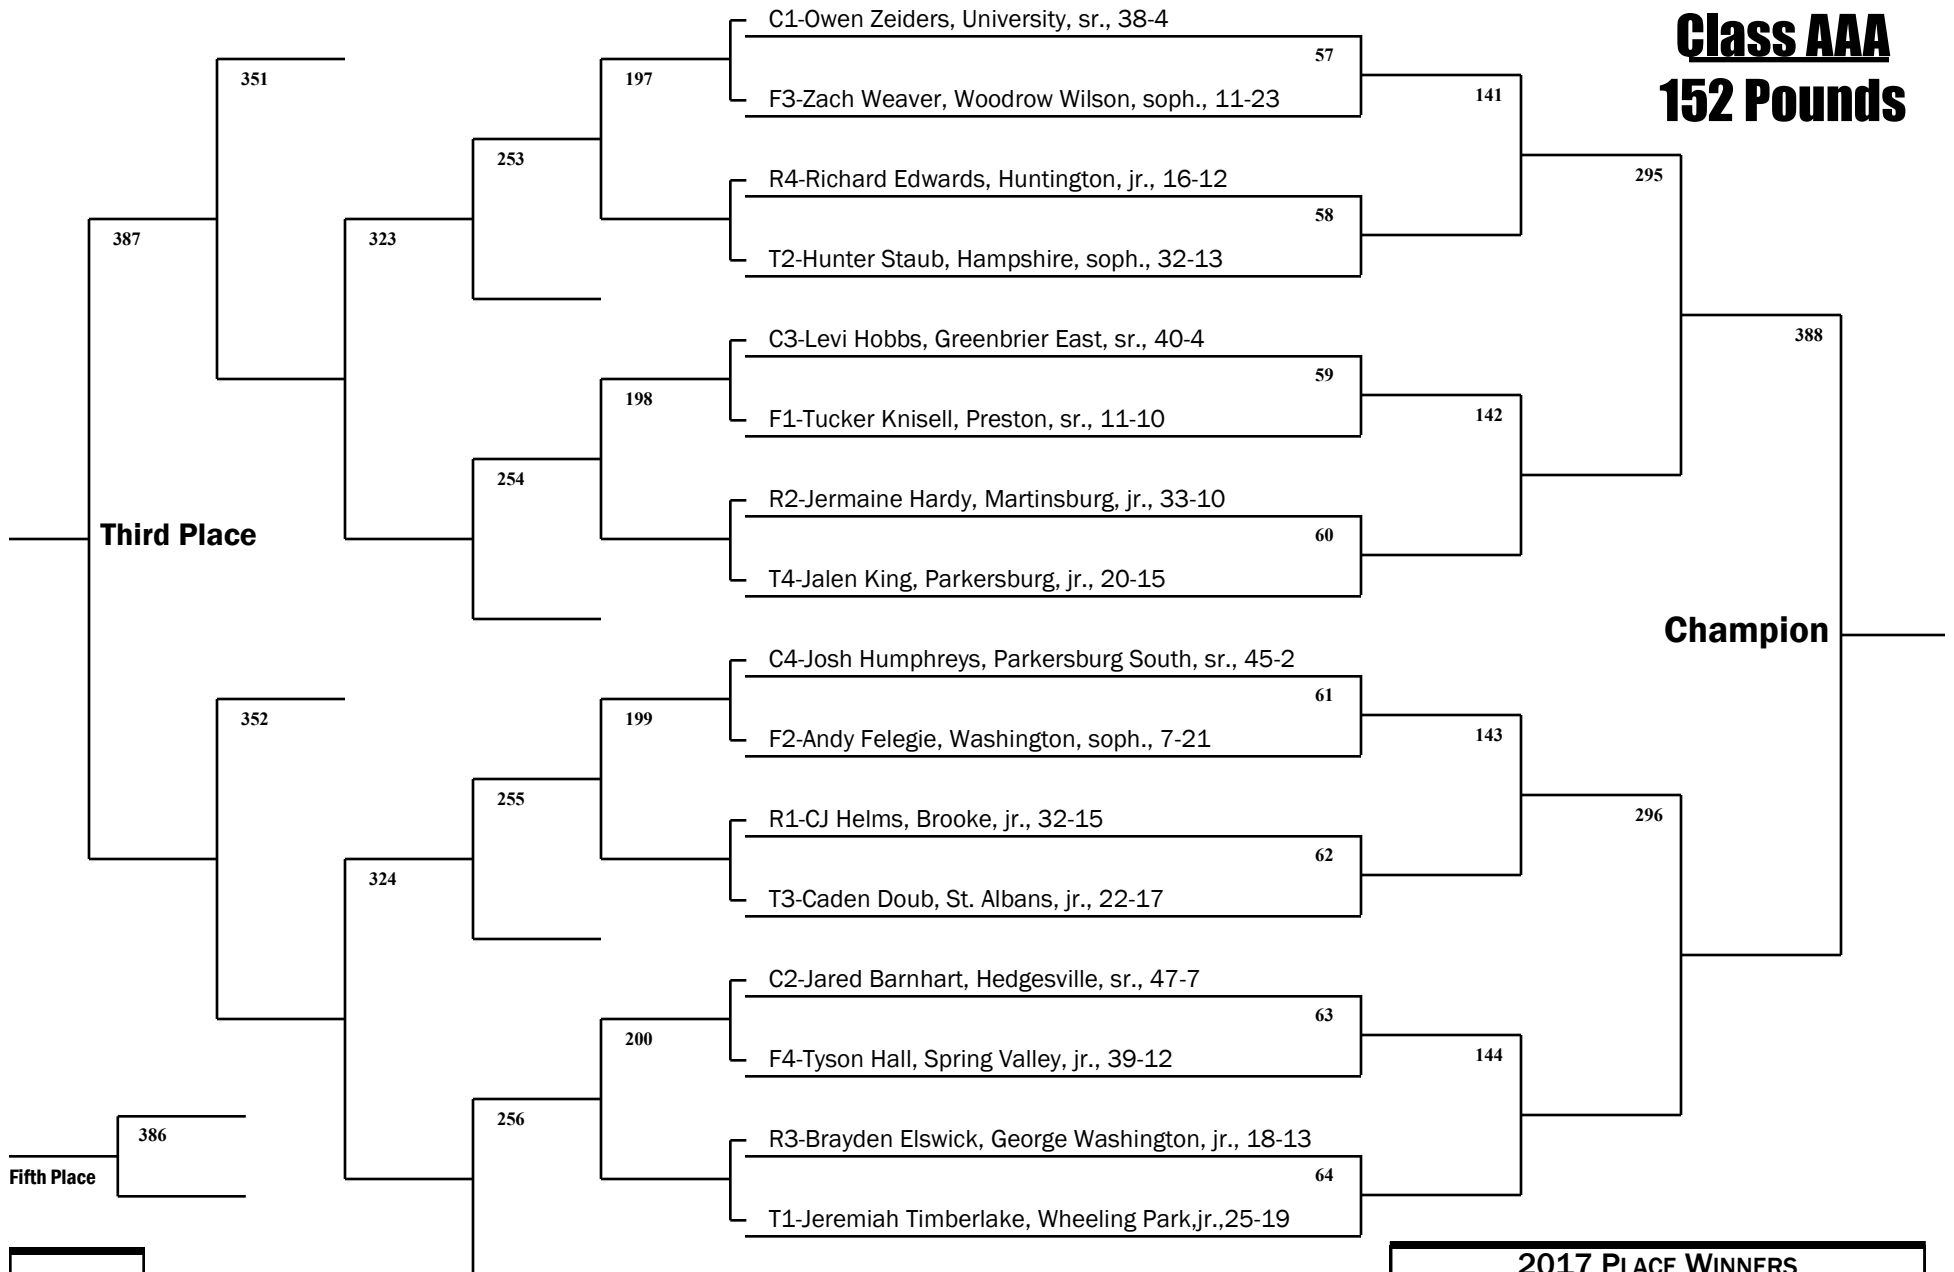 Class AAA
152 Pounds
C1-Owen Zeiders, University, sr., 38-4
57
F3-Zach Weaver, Woodrow Wilson, soph., 11-23
R4-Richard Edwards, Huntington, jr., 16-12
58
T2-Hunter Staub, Hampshire, soph., 32-13
C3-Levi Hobbs, Greenbrier East, sr., 40-4
59
F1-Tucker Knisell, Preston, sr., 11-10
R2-Jermaine Hardy, Martinsburg, jr., 33-10
60
T4-Jalen King, Parkersburg, jr., 20-15
C4-Josh Humphreys, Parkersburg South, sr., 45-2
61
F2-Andy Felegie, Washington, soph., 7-21
R1-CJ Helms, Brooke, jr., 32-15
62
T3-Caden Doub, St. Albans, jr., 22-17
C2-Jared Barnhart, Hedgesville, sr., 47-7
63
F4-Tyson Hall, Spring Valley, jr., 39-12
R3-Brayden Elswick, George Washington, jr., 18-13
64
T1-Jeremiah Timberlake, Wheeling Park,jr.,25-19
141
142
143
144
295
296
388
Champion
197
198
199
200
253
254
255
256
323
324
351
352
387
Third Place
386
Fifth Place
2017 PLACE WINNERS